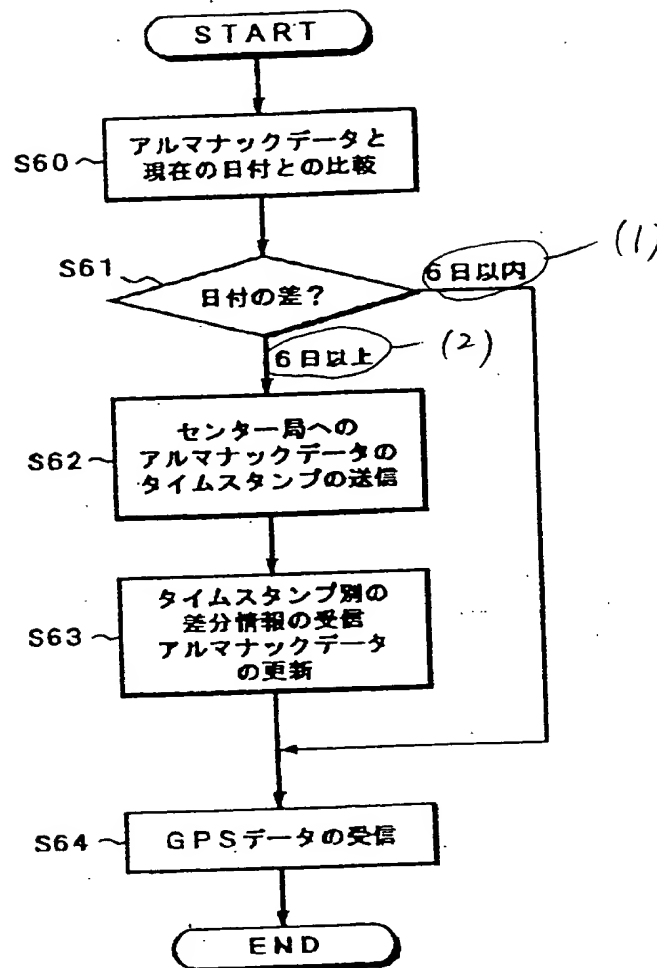 START
S60
アルマナックデータと
現在の日付との比較
S61
日付の差?
6日以内
(1)
6日以上
(2)
S62
センター局への
アルマナックデータの
タイムスタンプの送信
S63
タイムスタンプ別の
差分情報の受信
アルマナックデータ
の更新
S64
GPSデータの受信
END